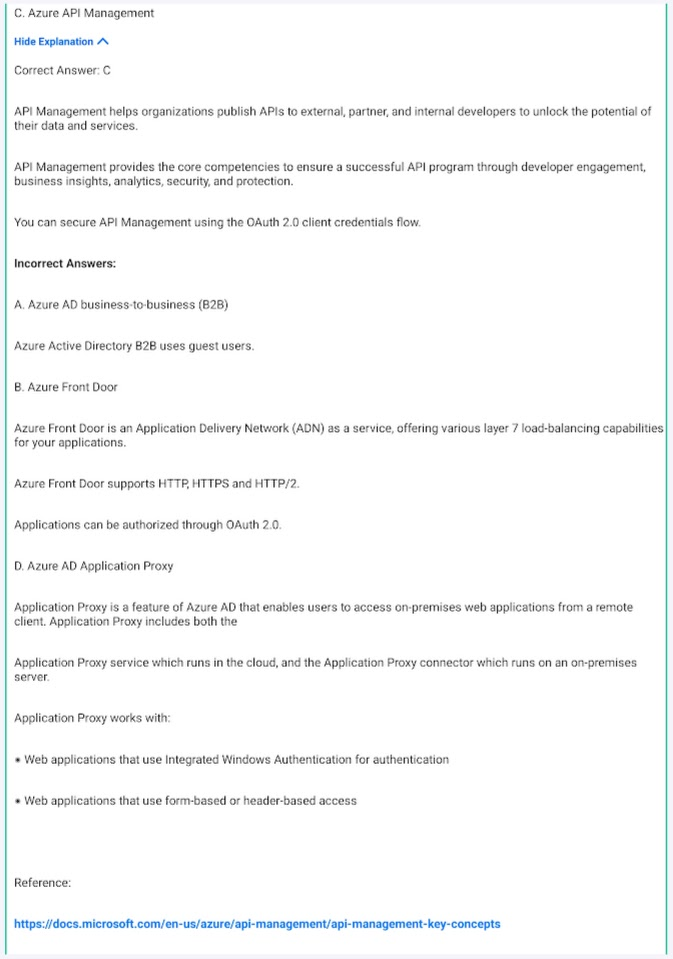 C. Azure API Management
Hide Explanation
Correct Answer: C
API Management helps organizations publish APIs to external, partner, and internal developers to unlock the potential of
their data and services.
API Management provides the core competencies to ensure a successful API program through developer engagement,
business insights, analytics, security, and protection.
You can secure API Management using the OAuth 2.0 client credentials flow.
Incorrect Answers:
A. Azure AD business-to-business (B2B)
Azure Active Directory B2B uses guest users.
B. Azure Front Door
Azure Front Door is an Application Delivery Network (ADN) as a service, offering various layer 7 load-balancing capabilities
for your applications.
Azure Front Door supports HTTP, HTTPS and HTTP/2.
Applications can be authorized through OAuth 2.0.
D. Azure AD Application Proxy
Application Proxy is a feature of Azure AD that enables users to access on-premises web applications from a remote
client. Application Proxy includes both the
Application Proxy service which runs in the cloud, and the Application Proxy connector which runs on an on-premises
server.
Application Proxy works with:
* Web applications that use Integrated Windows Authentication for authentication
* Web applications that use form-based or header-based access
Reference:
https://docs.microsoft.com/en-us/azure/api-management/api-management-key-concepts